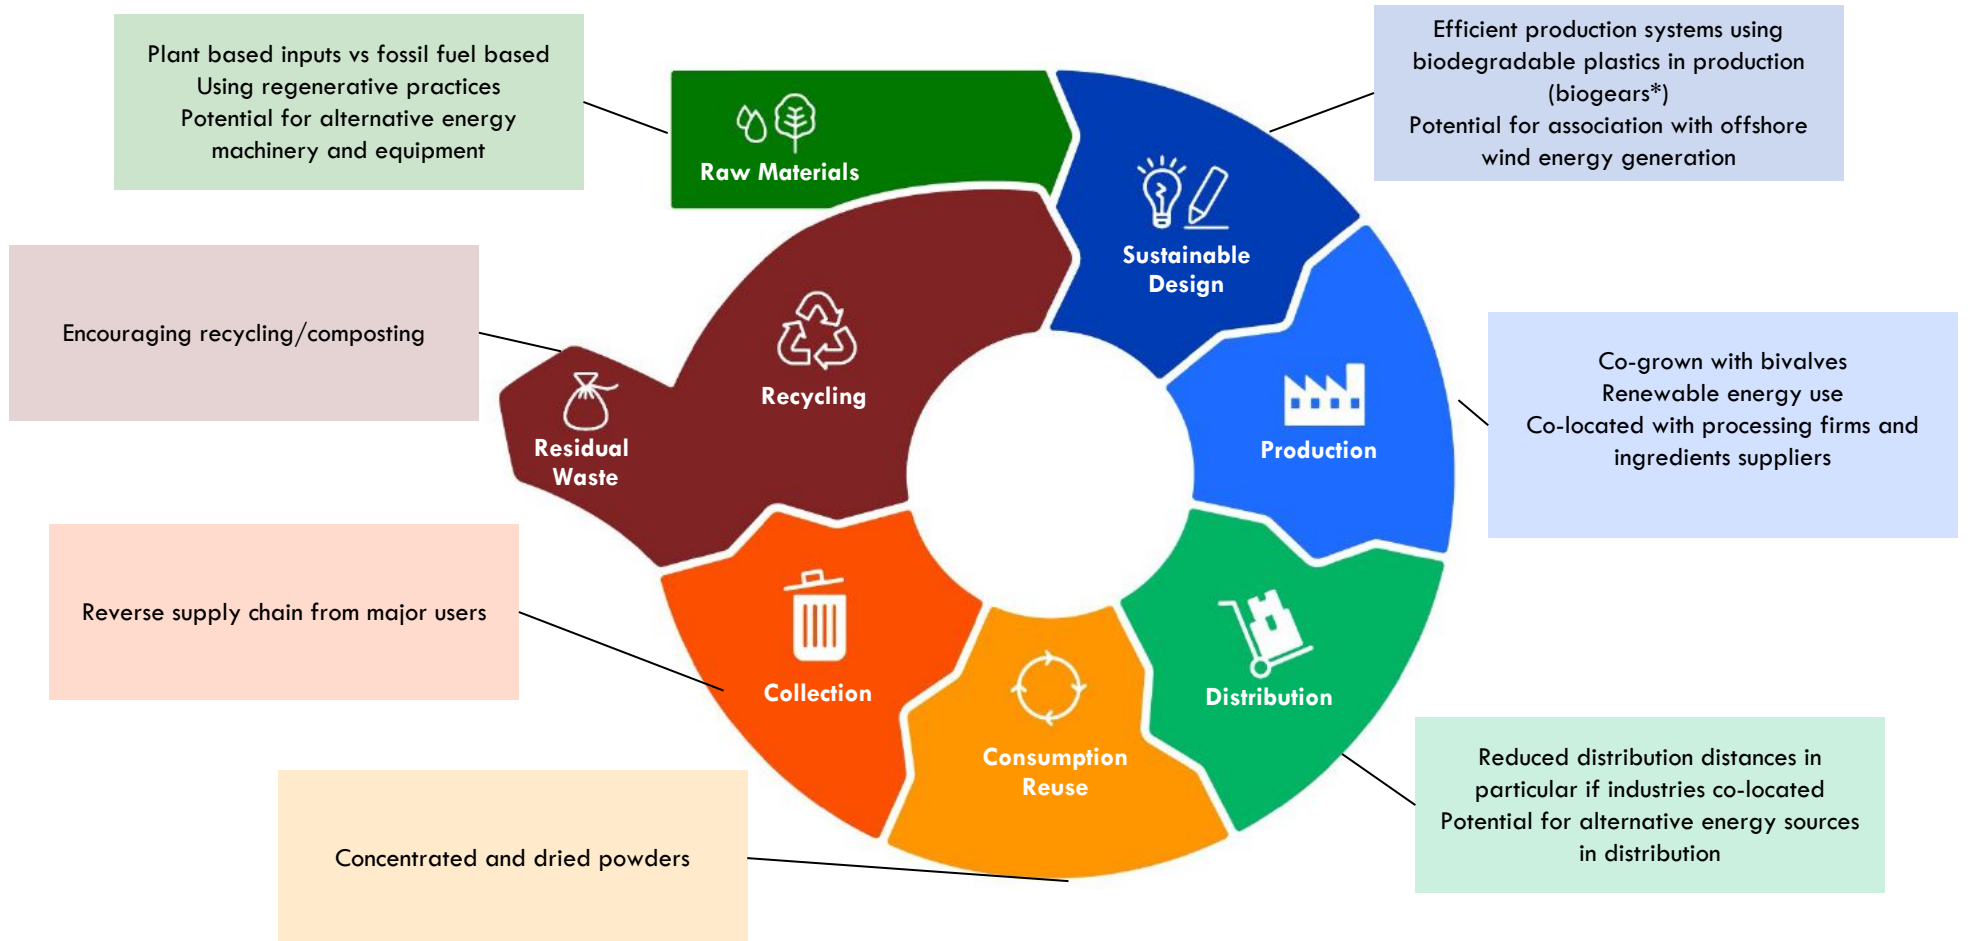 Plant based inputs vs fossil fuel based
Using regenerative practices
Potential for alternative energy
machinery and equipment
Raw Materials
Efficient production systems using
biodegradable plastics in production
(biogears*)
Potential for association with offshore
wind energy generation
Sustainable
Design
Encouraging recycling/composting
Recycling
Residual
Waste
Co-grown with bivalves
Renewable energy use
Co-located with processing firms and
ingredients suppliers
Production
Reverse supply chain from major users
Collection
Distribution
Consumption
Reuse
Reduced distribution distances in
particular if industries co-located
Potential for alternative energy sources
in distribution
Concentrated and dried powders